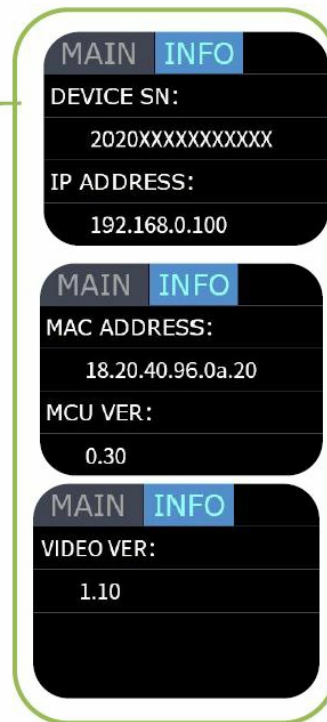 MAIN INFO
DEVICE SN:
2020XXXXXXXXXXX
IP ADDRESS:
192.168.0.100
MAIN INFO
MAC ADDRESS:
18.20.40.96.0a.20
MCU VER:
0.30
MAIN INFO
VIDEO VER:
1.10